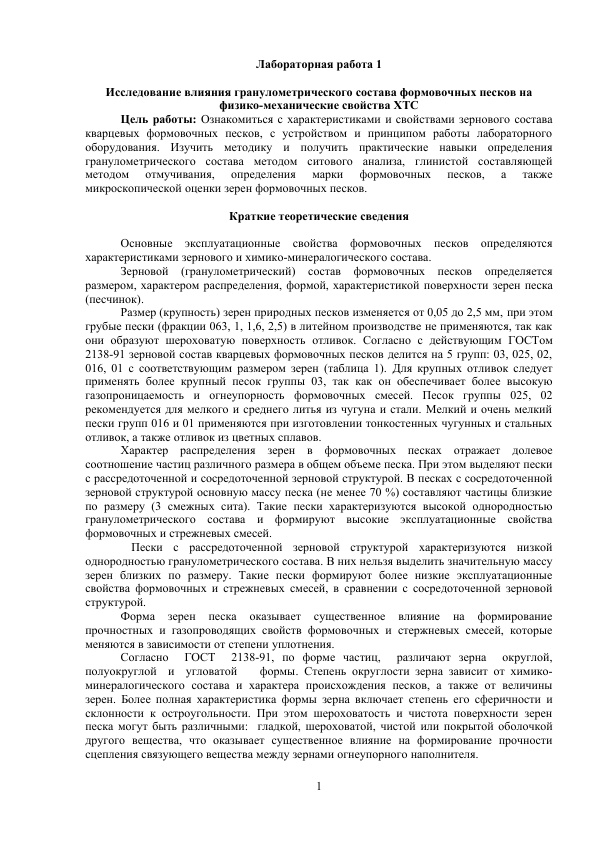 Лабораторная работа 1
Исследование влияния гранулометрического состава формовочных песков на
физико-механические свойства ХТС
Цель работы: Ознакомиться с характеристиками и свойствами зернового состава
кварцевых формовочных песков, с устройством и принципом работы лабораторного
оборудования. Изучить методику и получить практические навыки определения
гранулометрического состава методом ситового анализа, глинистой составляющей
методом отмучивания, определения марки формовочных песков, а также
микроскопической оценки зерен формовочных песков.
Краткие теоретические сведения
Основные эксплуатационные свойства формовочных песков определяются
характеристиками зернового и химико-минералогического состава.
Зерновой (гранулометрический) состав формовочных песков определяется
размером, характером распределения, формой, характеристикой поверхности зерен песка
(песчинок).
Размер (крупность) зерен природных песков изменяется от 0,05 до 2,5 мм, при этом
грубые пески (фракции 063, 1, 1,6, 2,5) в литейном производстве не применяются, так как
они образуют шероховатую поверхность отливок. Согласно с действующим ГОСТом
2138-91 зерновой состав кварцевых формовочных песков делится на 5 групп: 03, 025, 02,
016, 01 с соответствующим размером зерен (таблица 1). Для крупных отливок следует
применять более крупный песок группы 03, так как он обеспечивает более высокую
газопроницаемость и огнеупорность формовочных смесей. Песок группы 025, 02
рекомендуется для мелкого и среднего литья из чугуна и стали. Мелкий и очень мелкий
пески групп 016 и 01 применяются при изготовлении тонкостенных чугунных и стальных
отливок, а также отливок из цветных сплавов.
Характер распределения зерен в формовочных песках отражает долевое
соотношение частиц различного размера в общем объеме песка. При этом выделяют пески
с рассредоточенной и сосредоточенной зерновой структурой. В песках с сосредоточенной
зерновой структурой основную массу песка (не менее 70 %) составляют частицы близкие
по размеру (3 смежных сита). Такие пески характеризуются высокой однородностью
гранулометрического состава и формируют высокие эксплуатационные свойства
формовочных и стрежневых смесей.
Пески с рассредоточенной зерновой структурой характеризуются низкой
однородностью гранулометрического состава. В них нельзя выделить значительную массу
зерен близких по размеру. Такие пески формируют более низкие эксплуатационные
свойства формовочных и стрежневых смесей, в сравнении с сосредоточенной зерновой
структурой.
Форма зерен песка оказывает существенное влияние на формирование
прочностных и газопроводящих свойств формовочных и стержневых смесей, которые
меняются в зависимости от степени уплотнения.
Согласно ГОСТ 2138-91, по форме частиц, различают зерна округлой,
полуокруглой и угловатой формы. Степень округлости зерна зависит от химико-
минералогического состава и характера происхождения песков, а также от величины
зерен. Более полная характеристика формы зерна включает степень его сферичности и
склонности к остроугольности. При этом шероховатость и чистота поверхности зерен
песка могут быть различными: гладкой, шероховатой, чистой или покрытой оболочкой
другого вещества, что оказывает существенное влияние на формирование прочности
сцепления связующего вещества между зернами огнеупорного наполнителя.
1